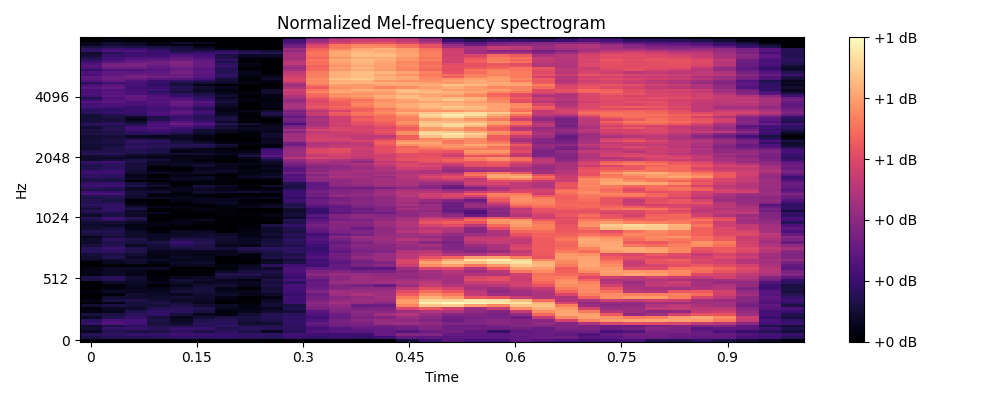 Normalized Mel-frequency spectrogram
Hz
4096
2048
1024
512
0
0
0.15
0.3
0.45
0.6
0.75
0.9
Time
+1 dB
+1 dB
+1 dB
+0 dB
+0 dB
+0 dB